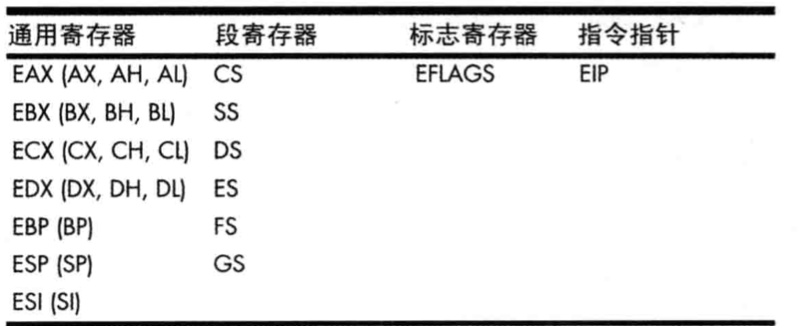 通用寄存器 段寄存器 标志寄存器 指令指针
EAX (AX, AH, AL) CS EFLAGS EIP
EBX (BX, BH, BL) SS
ECX (CX, CH, CL) DS
EDX (DX, DH, DL) ES
EBP (BP) FS
ESP (SP) GS
ESI (SI)